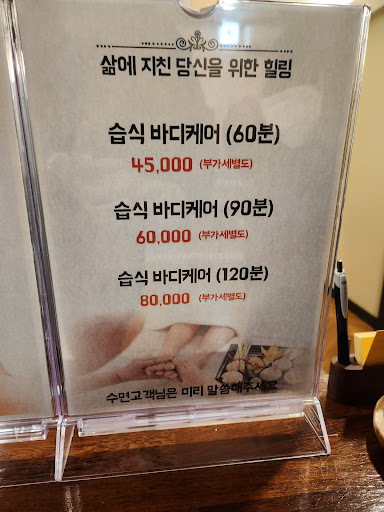 삶에 지친 당신을 위한 힐링
습식 바디케어 (60분)
45,000 (부가세별도)
습식 바디케어 (90분)
60,000 (부가세별도)
습식 바디케어 (120분)
80,000 (부가세별도)
수면고객님은 미리 말씀해주세요